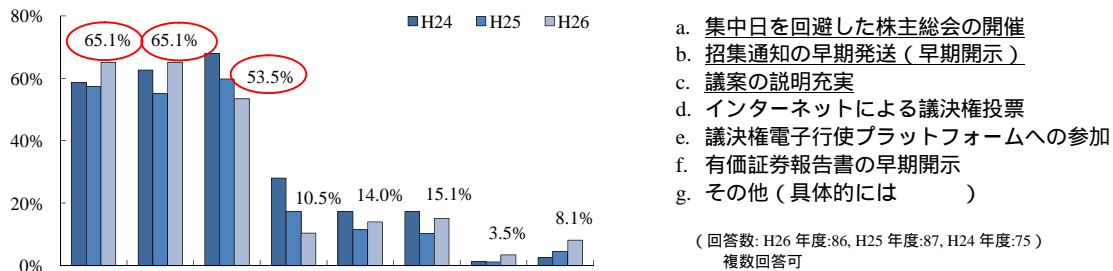 80%
60%
40%
20%
0%
■H24 ■H25 ■H26
65.1%
65.1%
53.5%
10.5%
14.0%
15.1%
3.5%
8.1%
a. 集中日を回避した株主総会の開催
b. 招集通知の早期発送（早期開示）
c. 議案の説明充実
d. インターネットによる議決権投票
e. 議決権電子行使プラットフォームへの参加
f. 有価証券報告書の早期開示
g. その他（具体的には　　　）
（回答数: H26 年度:86, H25 年度:87, H24 年度:75）
複数回答可